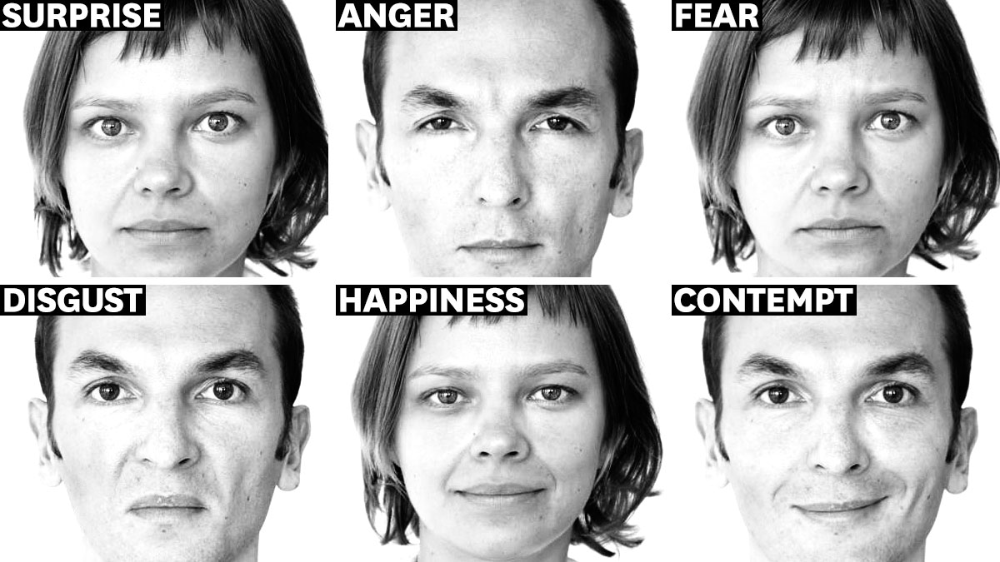 SURPRISE
ANGER
FEAR
DISGUST
HAPPINESS
CONTEMPT